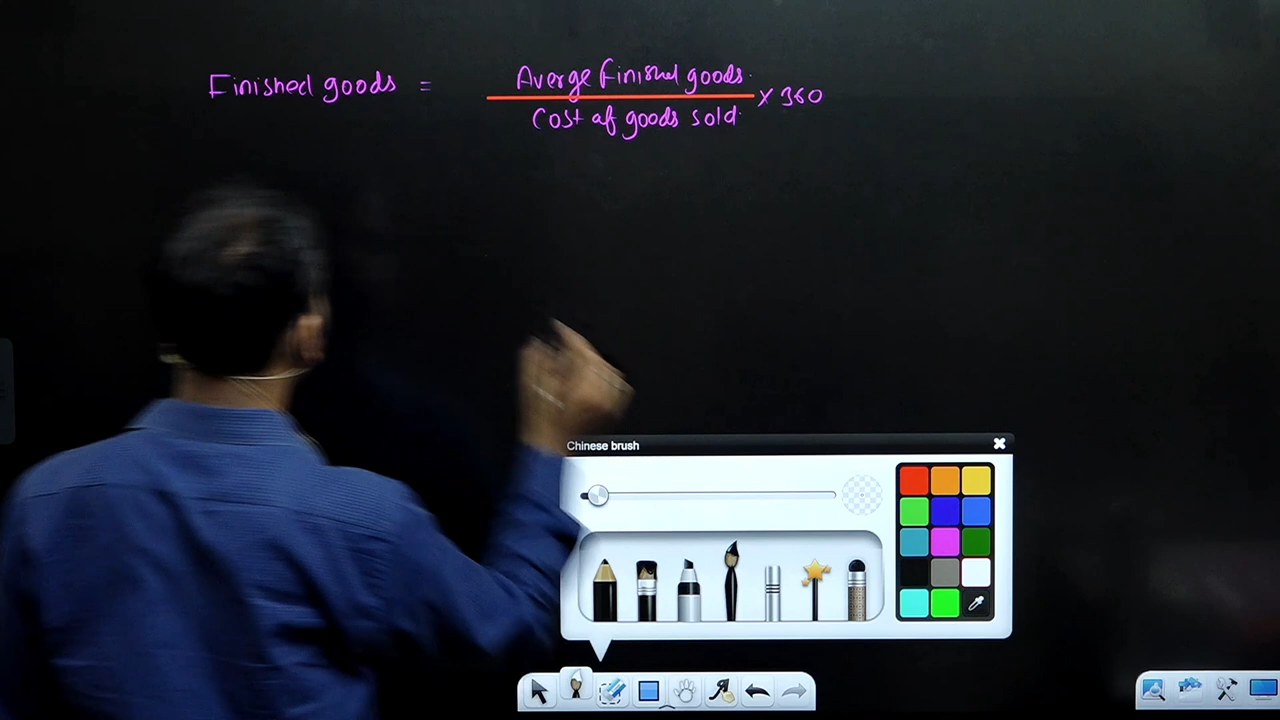 Finished goods = Averge finished goods × 360
Cost of goods sold
Chinese brush